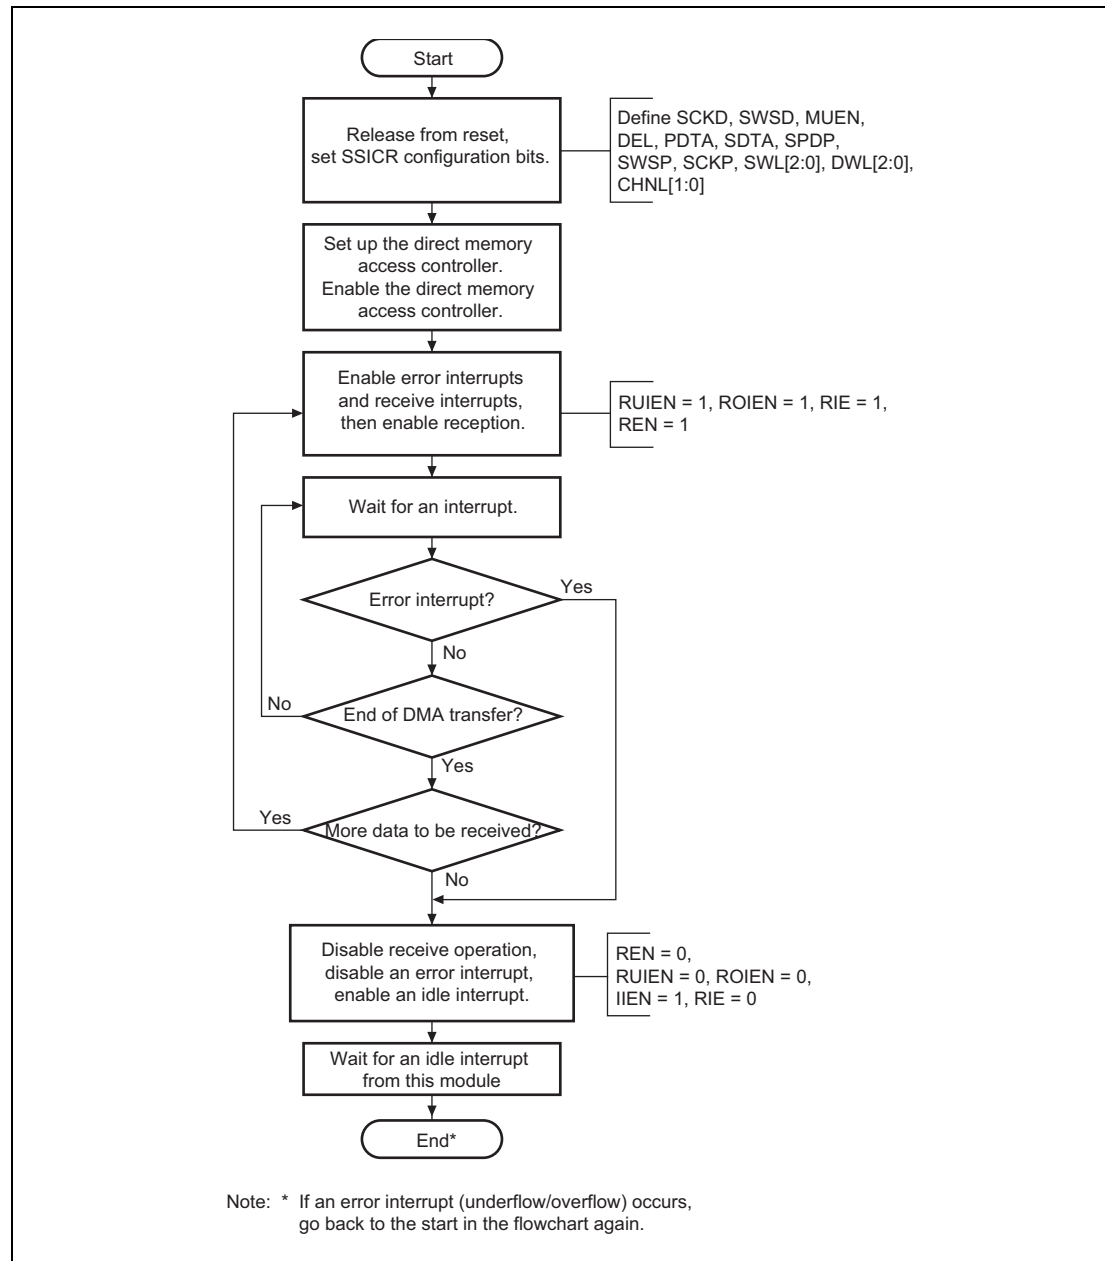 Start
Release from reset,
set SSICR configuration bits.
Define SCKD, SWSD, MUEN,
DEL, PDTA, SDTA, SPDP,
SWSP, SCKP, SWL[2:0], DWL[2:0],
CHNL[1:0]
Set up the direct memory
access controller.
Enable the direct memory
access controller.
Enable error interrupts
and receive interrupts,
then enable reception.
RUIEN = 1, ROIEN = 1, RIE = 1,
REN = 1
Wait for an interrupt.
Error interrupt?
Yes
No
End of DMA transfer?
No
Yes
More data to be received?
Yes
No
Disable receive operation,
disable an error interrupt,
enable an idle interrupt.
REN = 0,
RUIEN = 0, ROIEN = 0,
IIEN = 1, RIE = 0
Wait for an idle interrupt
from this module
End*
Note: * If an error interrupt (underflow/overflow) occurs,
go back to the start in the flowchart again.